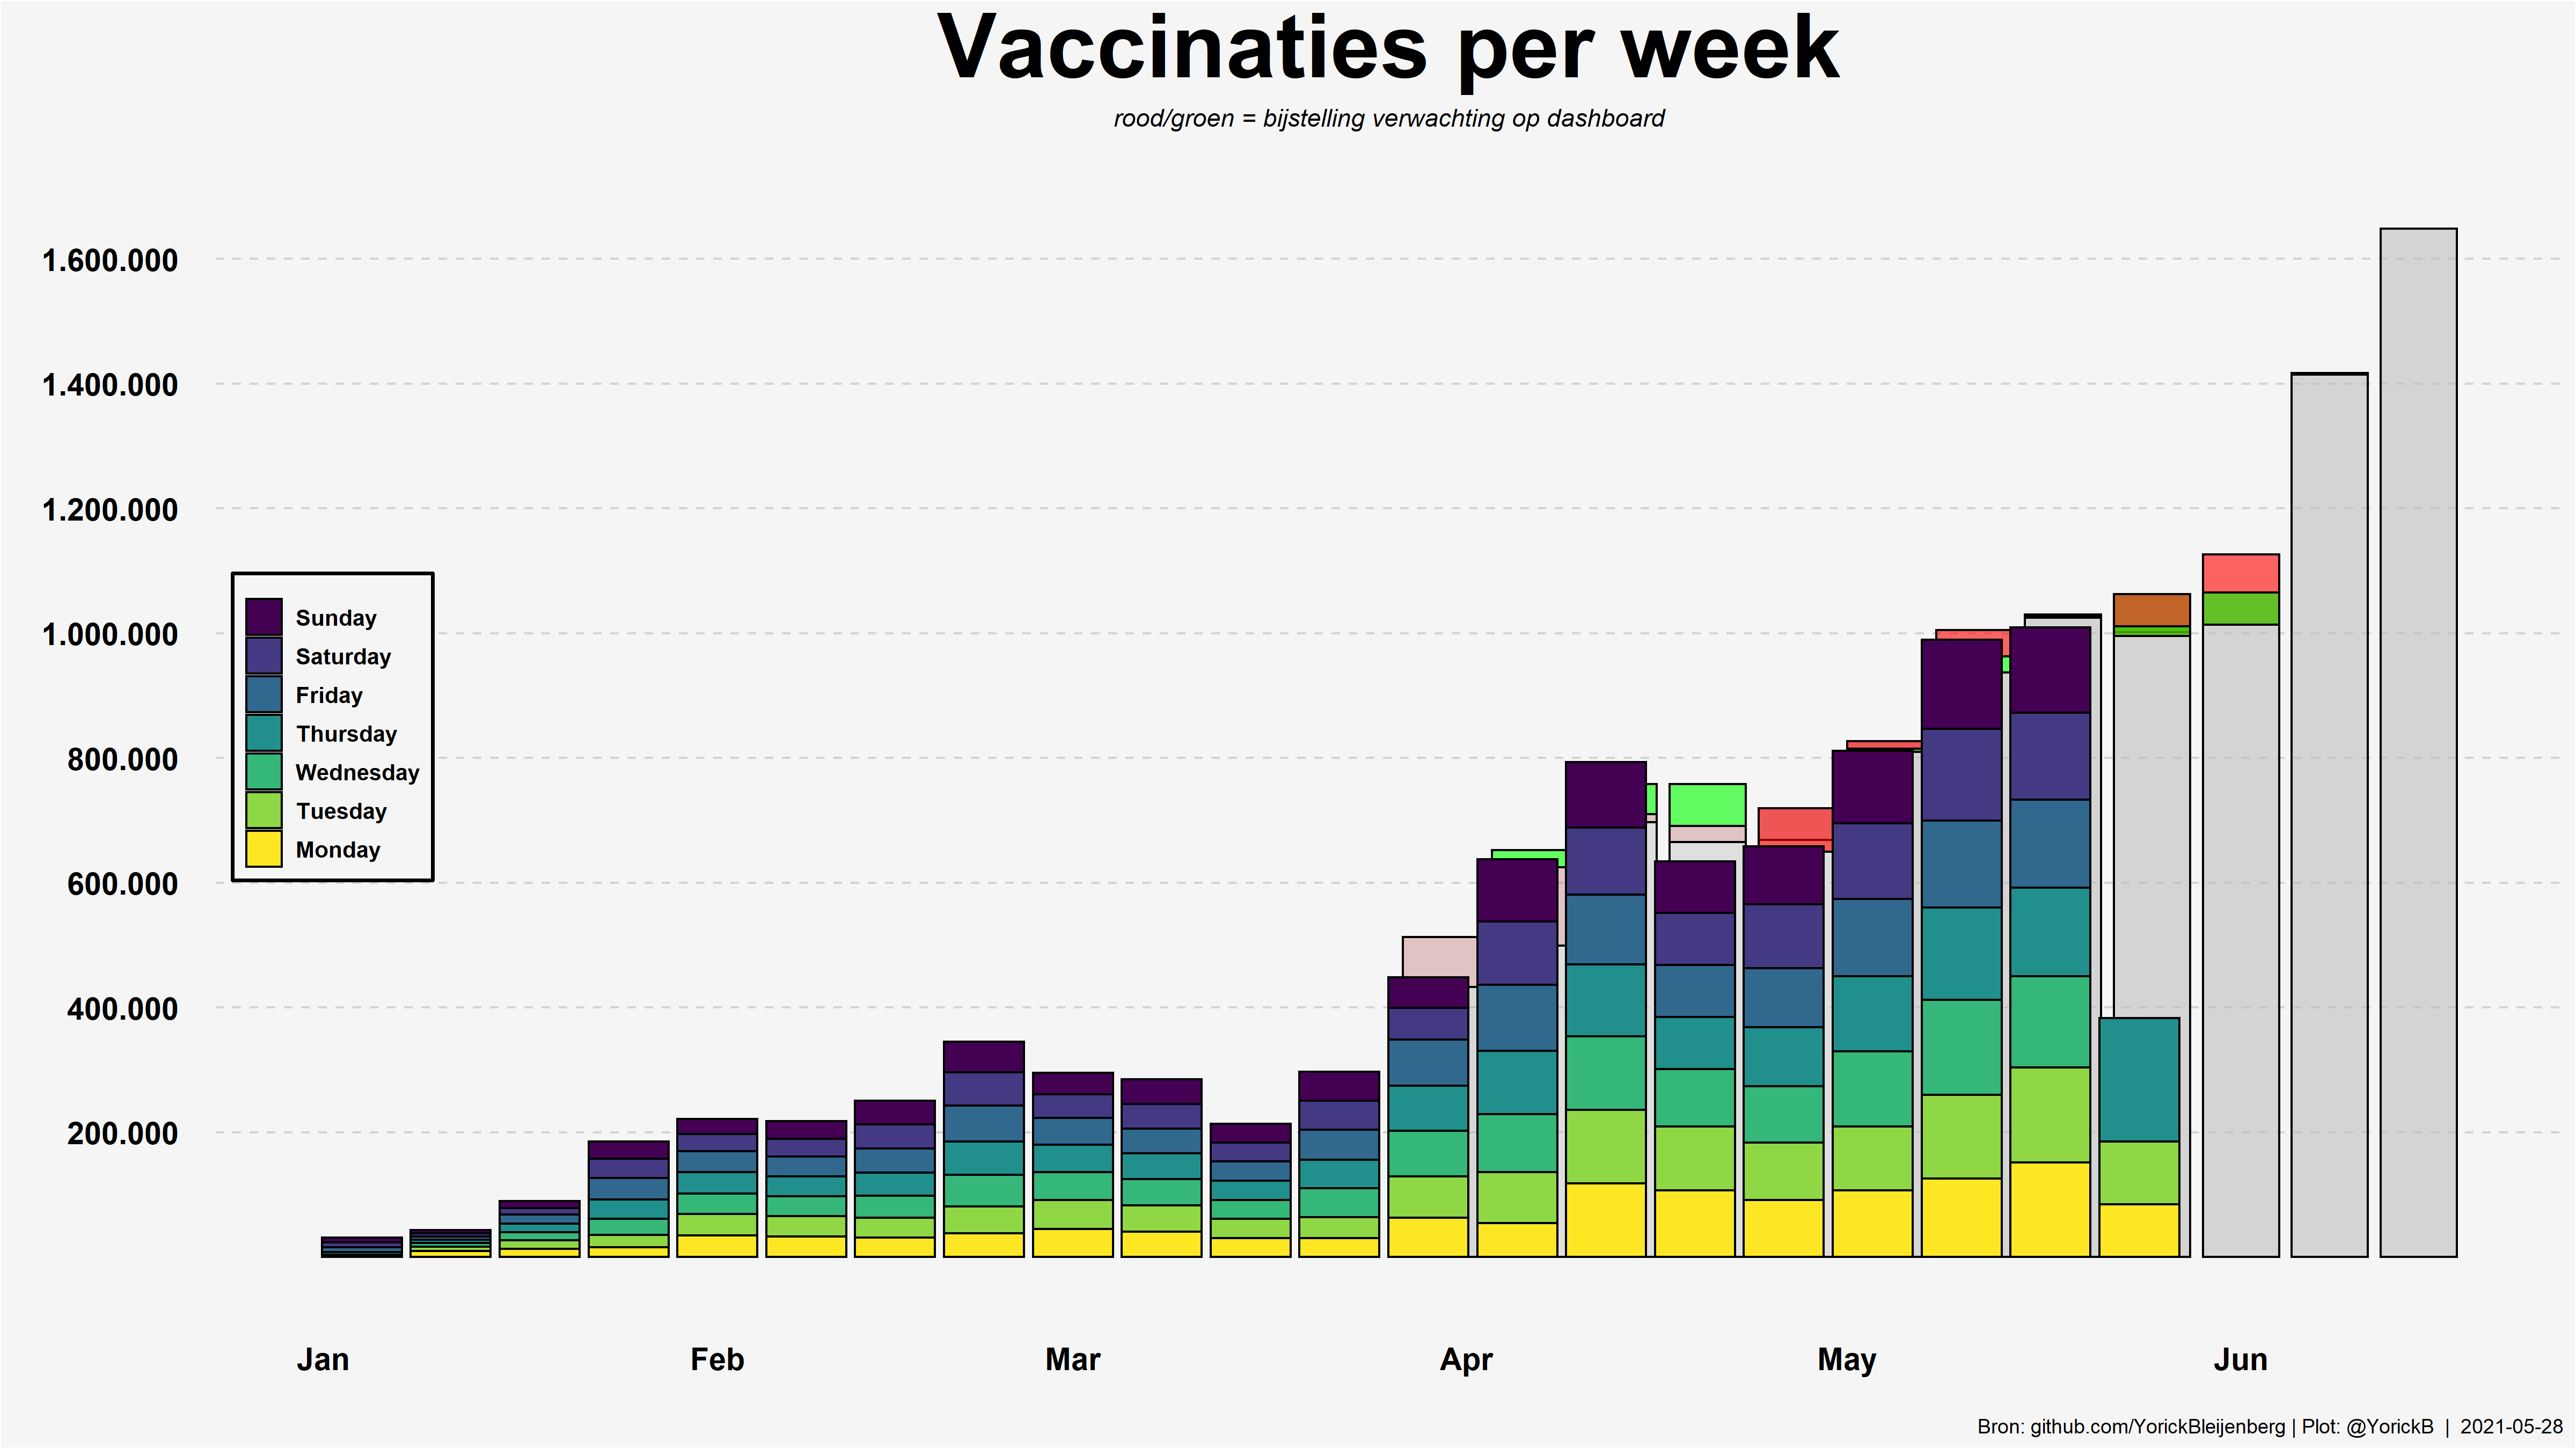 Vaccinaties per week
rood/groen = bijstelling verwachting op dashboard
1.600.000
1.400.000
1.200.000
1.000.000
800.000
600.000
400.000
200.000
Sunday
Saturday
Friday
Thursday
Wednesday
Tuesday
Monday
Jan Feb Mar Apr May Jun
Bron: github.com/YorickBleijenberg | Plot: @YorickB | 2021-05-28